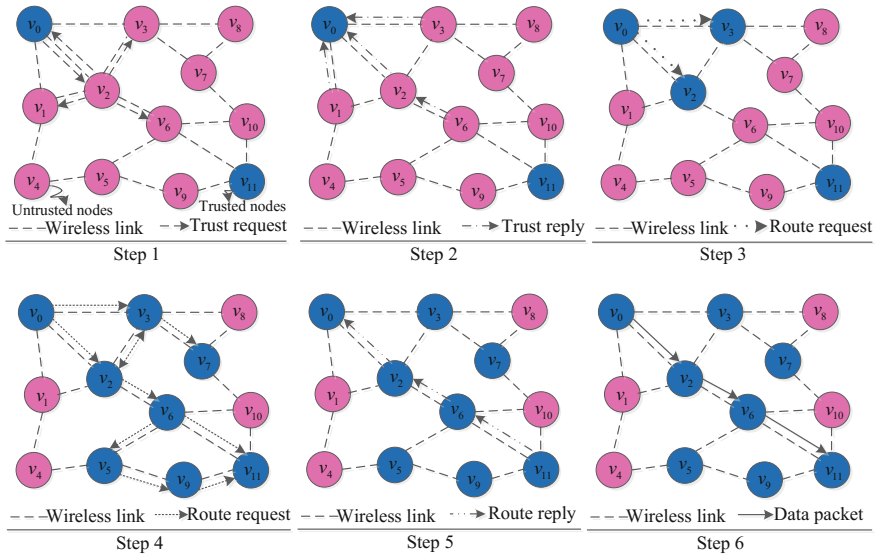 v0 v3 v8
v7
v2
v1 v6 v10
v4 v5 v9 v11
Untrusted nodes Trusted nodes
Wireless link Trust request
Step 1
v0 v3 v8
v7
v2
v1 v6 v10
v4 v5 v9 v11
Wireless link Trust reply
Step 2
v0 v3 v8
v7
v2
v1 v6 v10
v4 v5 v9 v11
Wireless link Route request
Step 3
v0 v3 v8
v7
v2
v1 v6 v10
v4 v5 v9 v11
Wireless link Route request
Step 4
v0 v3 v8
v7
v2
v1 v6 v10
v4 v5 v9 v11
Wireless link Route reply
Step 5
v0 v3 v8
v7
v2
v1 v6 v10
v4 v5 v9 v11
Wireless link Data packet
Step 6